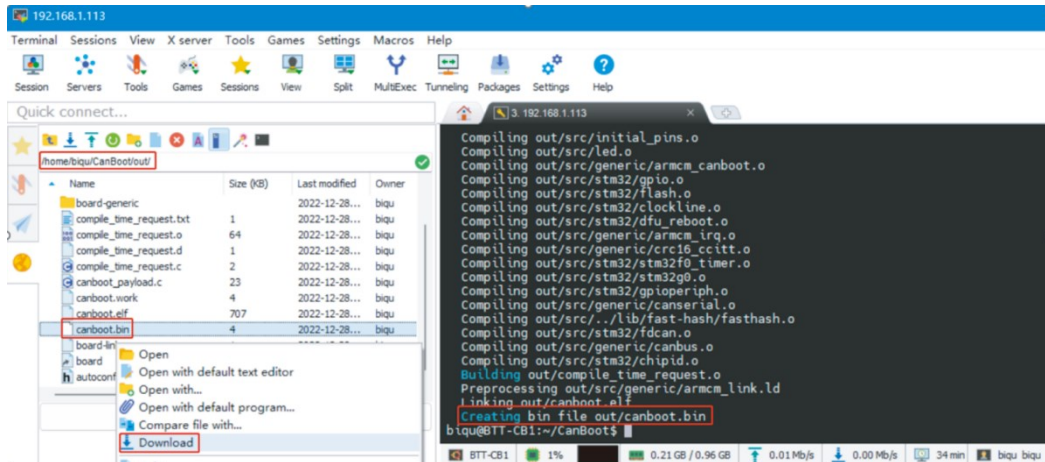 192.168.1.113
Terminal Sessions View X server Tools Games Settings Macros Help
Session Servers Tools Games Sessions View Split MultiExec Tunneling Packages Settings Help
Quick connect...
3. 192.168.1.113
/home/biqu/CanBoot/out/
Name Size (KB) Last modified Owner
board-generic 2022-12-28... biqu
compile_time_request.txt 1 2022-12-28... biqu
compile_time_request.o 64 2022-12-28... biqu
compile_time_request.d 1 2022-12-28... biqu
compile_time_request.c 2 2022-12-28... biqu
canboot_payload.c 23 2022-12-28... biqu
canboot.work 4 2022-12-28... biqu
canboot.elf 707 2022-12-28... biqu
canboot.bin 4 2022-12-28... biqu
board-lin
board
autoconf
Open
Open with default text editor
Open with...
Open with default program...
Compare file with...
Download
Compiling out/src/initial_pins.o
Compiling out/src/led.o
Compiling out/src/generic/armcm_canboot.o
Compiling out/src/stm32/gpio.o
Compiling out/src/stm32/flash.o
Compiling out/src/stm32/clockline.o
Compiling out/src/stm32/dfu_reboot.o
Compiling out/src/generic/armcm_irq.o
Compiling out/src/generic/crc16_ccitt.o
Compiling out/src/stm32/stm32f0_timer.o
Compiling out/src/stm32/stm32g0.o
Compiling out/src/stm32/gpioperiph.o
Compiling out/src/generic/canserial.o
Compiling out/src/../lib/fast-hash/fasthash.o
Compiling out/src/stm32/fdcan.o
Compiling out/src/generic/canbus.o
Compiling out/src/stm32/chipid.o
Building out/compile_time_request.o
Preprocessing out/src/generic/armcm_link.ld
Linking out/canboot.elf
Creating bin file out/canboot.bin
biqu@BTT-CB1:~/CanBoot$
BTT-CB1 1% 0.21 GB / 0.96 GB 0.01 Mb/s 0.00 Mb/s 34 min biqu biqu